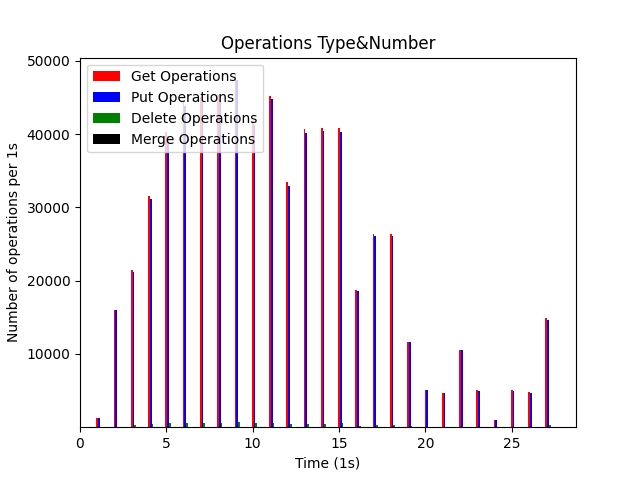 Operations Type&Number
Get Operations
Put Operations
Delete Operations
Merge Operations
Number of operations per 1s
50000
40000
30000
20000
10000
0 5 10 15 20 25
Time (1s)